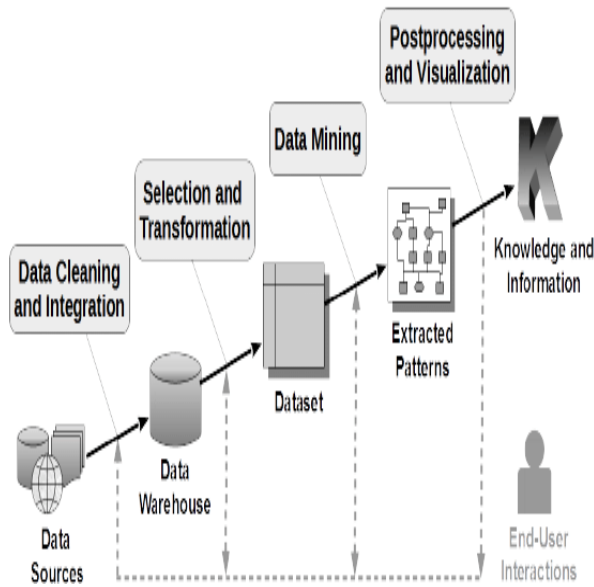 Postprocessing
and Visualization
Data Mining
Selection and
Transformation
Data Cleaning
and Integration
Knowledge and
Information
Extracted
Patterns
Dataset
Data
Warehouse
Data
Sources
End-User
Interactions